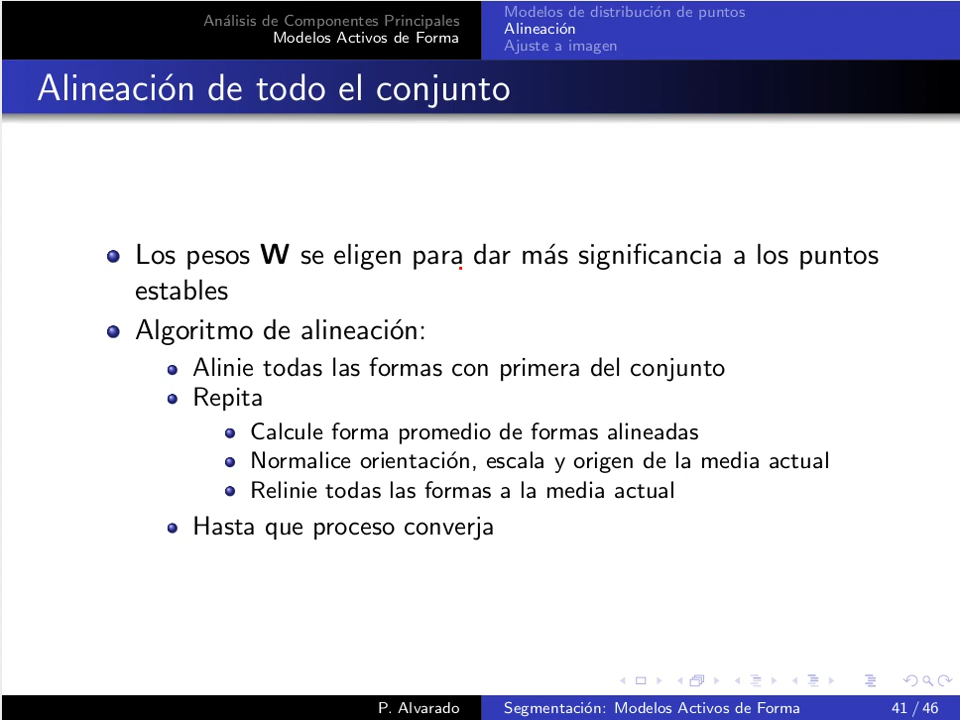 Análisis de Componentes Principales
Modelos Activos de Forma
Modelos de distribución de puntos
Alineación
Ajuste a imagen
Alineación de todo el conjunto
Los pesos W se eligen para dar más significancia a los puntos
estables
Algoritmo de alineación:
Alinie todas las formas con primera del conjunto
Repita
Calcule forma promedio de formas alineadas
Normalice orientación, escala y origen de la media actual
Relinie todas las formas a la media actual
Hasta que proceso converja
P. Alvarado
Segmentación: Modelos Activos de Forma
41 / 46